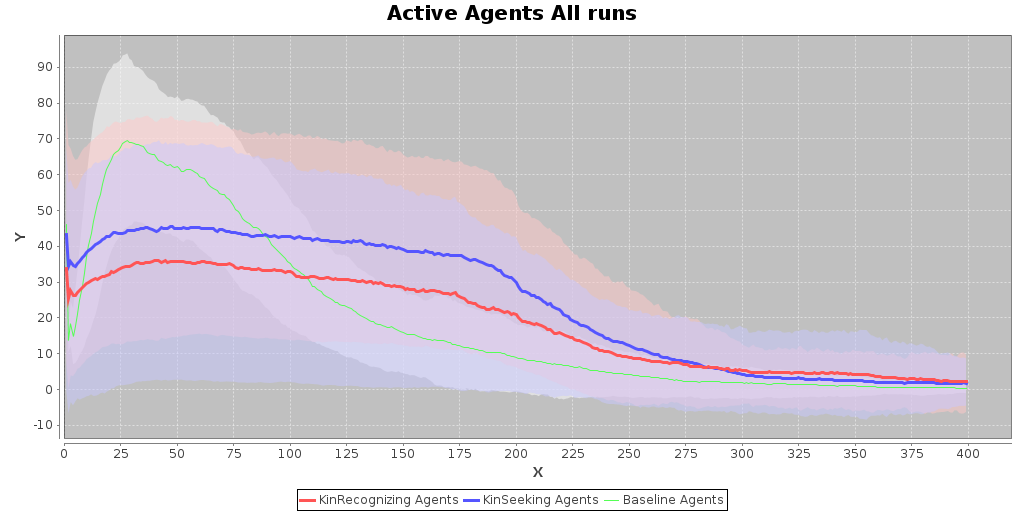 Active Agents All runs
Y
90
80
70
60
50
40
30
20
10
0
-10
0 25 50 75 100 125 150 175 200 225 250 275 300 325 350 375 400
X
KinRecognizing Agents KinSeeking Agents Baseline Agents